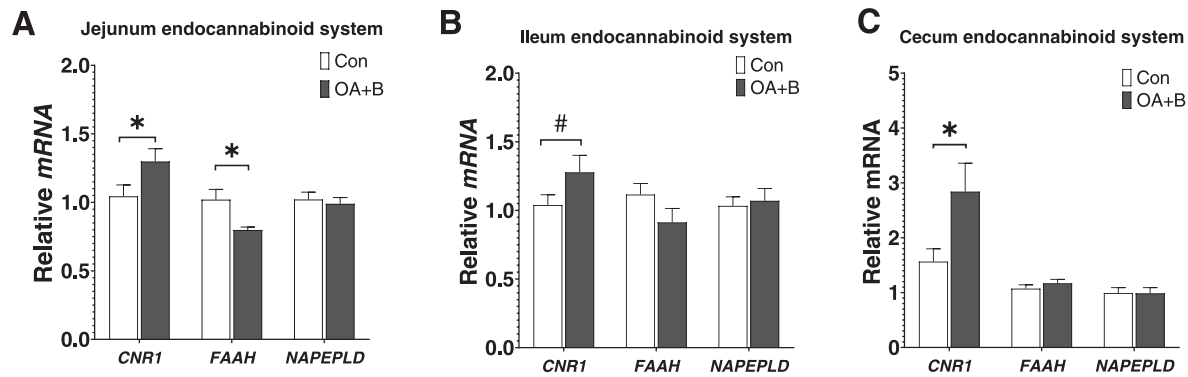 A
Jejunum endocannabinoid system
Con
OA+B
Relative mRNA
2.0
1.5
1.0
0.5
0.0
*
*
CNR1 FAAH NAPEPLD
B
Ileum endocannabinoid system
Con
OA+B
Relative mRNA
2.0
1.5
1.0
0.5
0.0
#
CNR1 FAAH NAPEPLD
C
Cecum endocannabinoid system
Con
OA+B
Relative mRNA
5
4
3
2
1
0
*
CNR1 FAAH NAPEPLD